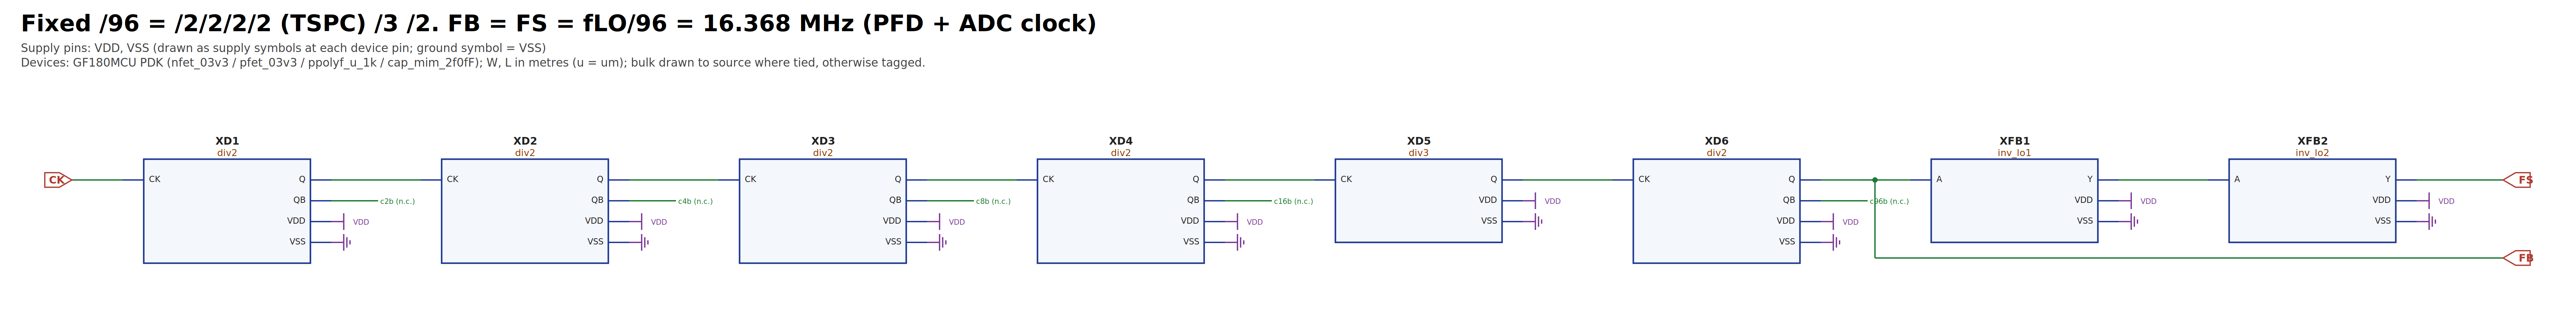 Fixed /96 = /2/2/2/2 (TSPC) /3 /2. FB = FS = fLO/96 = 16.368 MHz (PFD + ADC clock)
Supply pins: VDD, VSS (drawn as supply symbols at each device pin; ground symbol = VSS)
Devices: GF180MCU PDK (nfet_03v3 / pfet_03v3 / ppolyf_u_1k / cap_mim_2f0fF); W, L in metres (u = um); bulk drawn to source where tied, otherwise tagged.
XD1 XD2 XD3 XD4 XD5 XD6 XFB1 XFB2
div2 div2 div2 div2 div3 div2 inv_lo1 inv_lo2
CK CK Q CK Q CK Q CK Q CK Q CK Q A Y A Y FS
QB c2b (n.c.) QB c4b (n.c.) QB c8b (n.c.) QB c16b (n.c.) VDD VDD QB c96b (n.c.) VDD VDD VDD VDD
VDD VDD VDD VDD VDD VDD VDD VDD VSS VDD VDD VSS VSS
VSS VSS VSS VSS VSS
FB